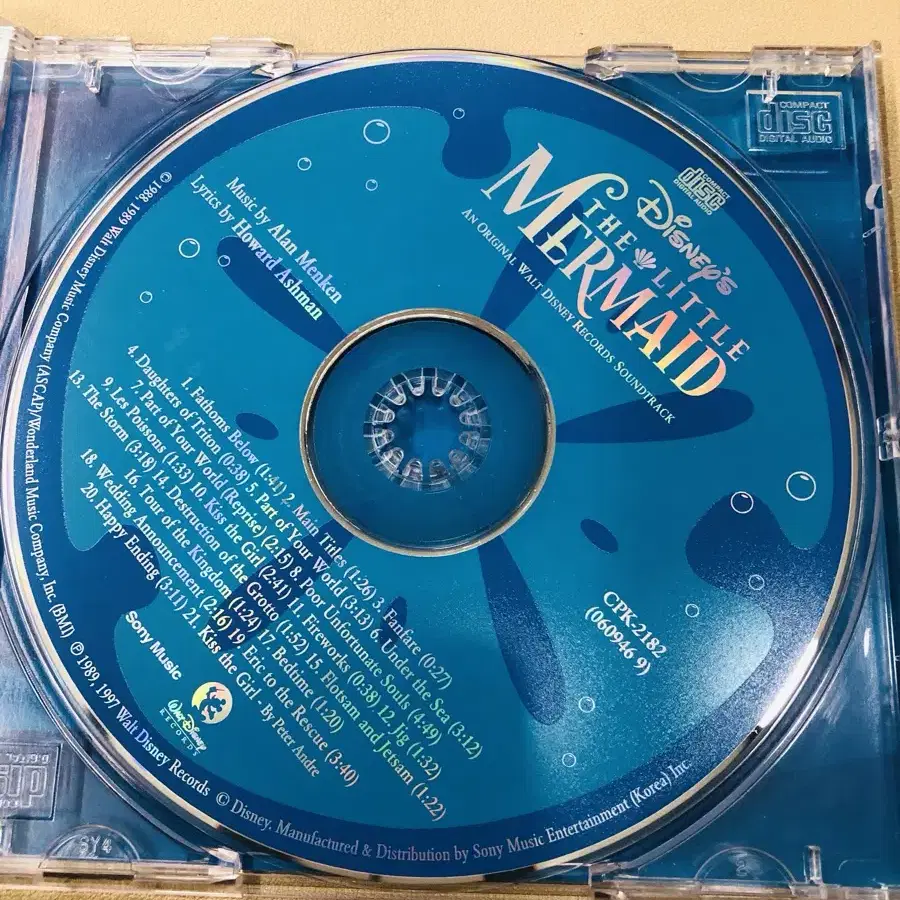 COMPACT
disc
DIGITAL AUDIO
COMPACT
disc
DIGITAL AUDIO
DISNEY'S
THE LITTLE
MERMAID
AN ORIGINAL WALT DISNEY RECORDS SOUNDTRACK
Music by Alan Menken
Lyrics by Howard Ashman
CPK-2182
(060946 9)
1. Fathoms Below (1:41) 2. Main Titles (1:26) 3. Fanfare (0:27)
4. Daughters of Triton (0:38) 5. Part of Your World (3:13) 6. Under the Sea (3:12)
7. Part of Your World (Reprise) (2:15) 8. Poor Unfortunate Souls (4:49)
9. Les Poissons (1:33) 10. Kiss the Girl (2:41) 11. Fireworks (0:38) 12. Jig (1:32)
13. The Storm (3:18) 14. Destruction of the Grotto (1:52) 15. Flotsam and Jetsam (1:22)
16. Tour of the Kingdom (1:24) 17. Bedtime (1:20)
18. Wedding Announcement (2:16) 19. Eric to the Rescue (3:40)
20. Happy Ending (3:11) 21. Kiss the Girl - By Peter Andre
Sony Music
WALT DISNEY
RECORDS
© 1988, 1989 Walt Disney Music Company (ASCAP)/Wonderland Music Company, Inc. (BMI) ℗ 1989, 1997 Walt Disney Records © Disney. Manufactured & Distribution by Sony Music Entertainment (Korea) Inc.